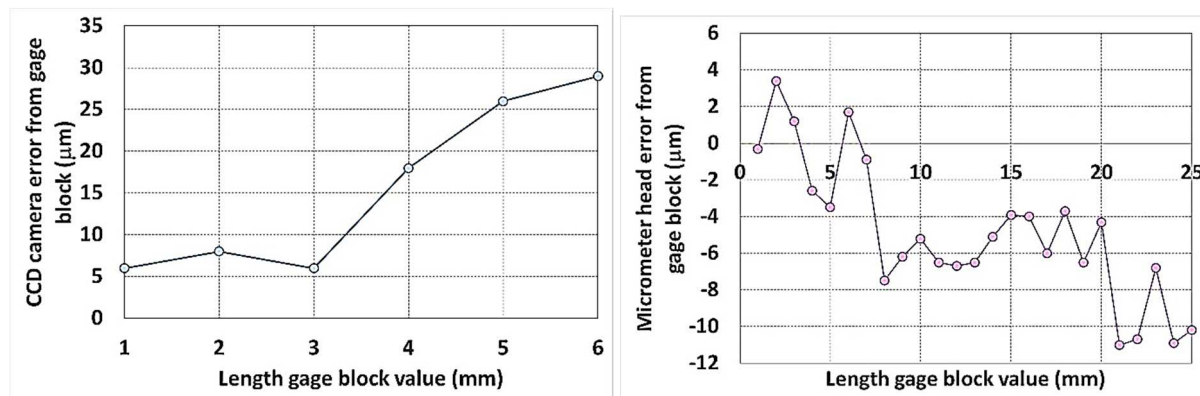 CCD camera error from gage
block (μm)
35
30
25
20
15
10
5
0
1 2 3 4 5 6
Length gage block value (mm)
Micrometer head error from
gage block (μm)
6
4
2
0
-2
-4
-6
-8
-10
-12
0 5 10 15 20 25
Length gage block value (mm)